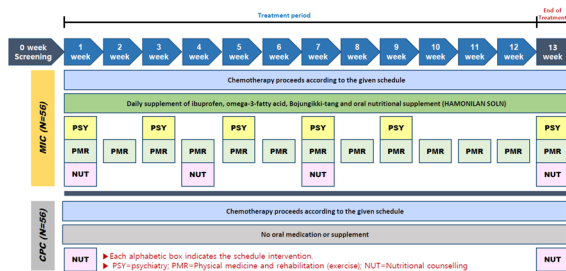 Treatment period
End of
Treatment
0 week
Screening
1
week
2
week
3
week
4
week
5
week
6
week
7
week
8
week
9
week
10
week
11
week
12
week
13
week
MIC (N=56)
Chemotherapy proceeds according to the given schedule
Daily supplement of ibuprofen, omega-3-fatty acid, Bojungikki-tang and oral nutritional supplement (HAMONILAN SOLN)
PSY PSY PSY PSY PSY PSY
PMR PMR PMR PMR PMR PMR PMR PMR PMR PMR PMR PMR PMR
NUT NUT NUT NUT
CPC (N=56)
Chemotherapy proceeds according to the given schedule
No oral medication or supplement
NUT NUT
▶Each alphabetic box indicates the schedule intervention.
▶ PSY=psychiatry; PMR=Physical medicine and rehabilitation (exercise); NUT=Nutritional counselling